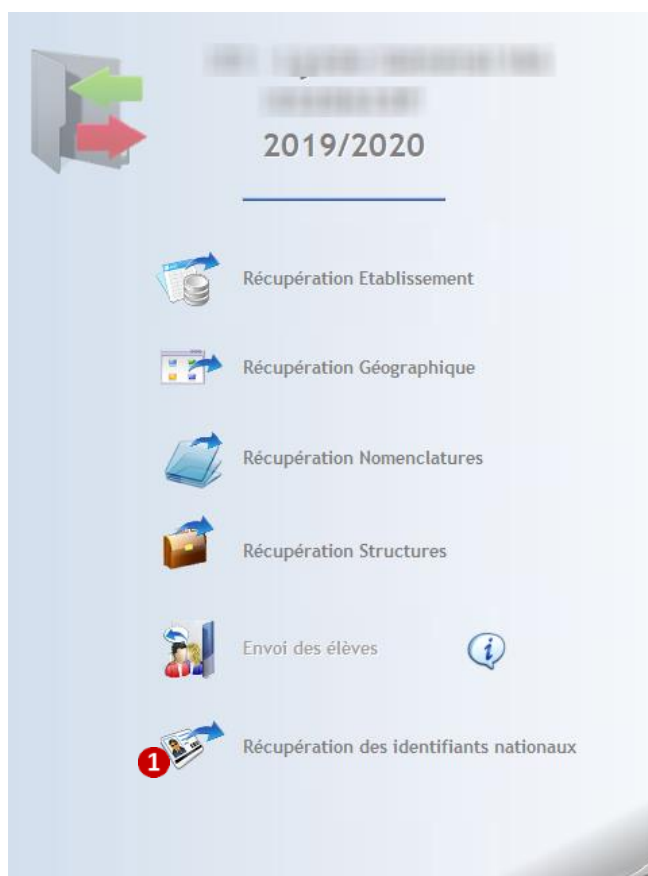 2019/2020
Récupération Etablissement
Récupération Géographique
Récupération Nomenclatures
Récupération Structures
Envoi des élèves
i
1
Récupération des identifiants nationaux